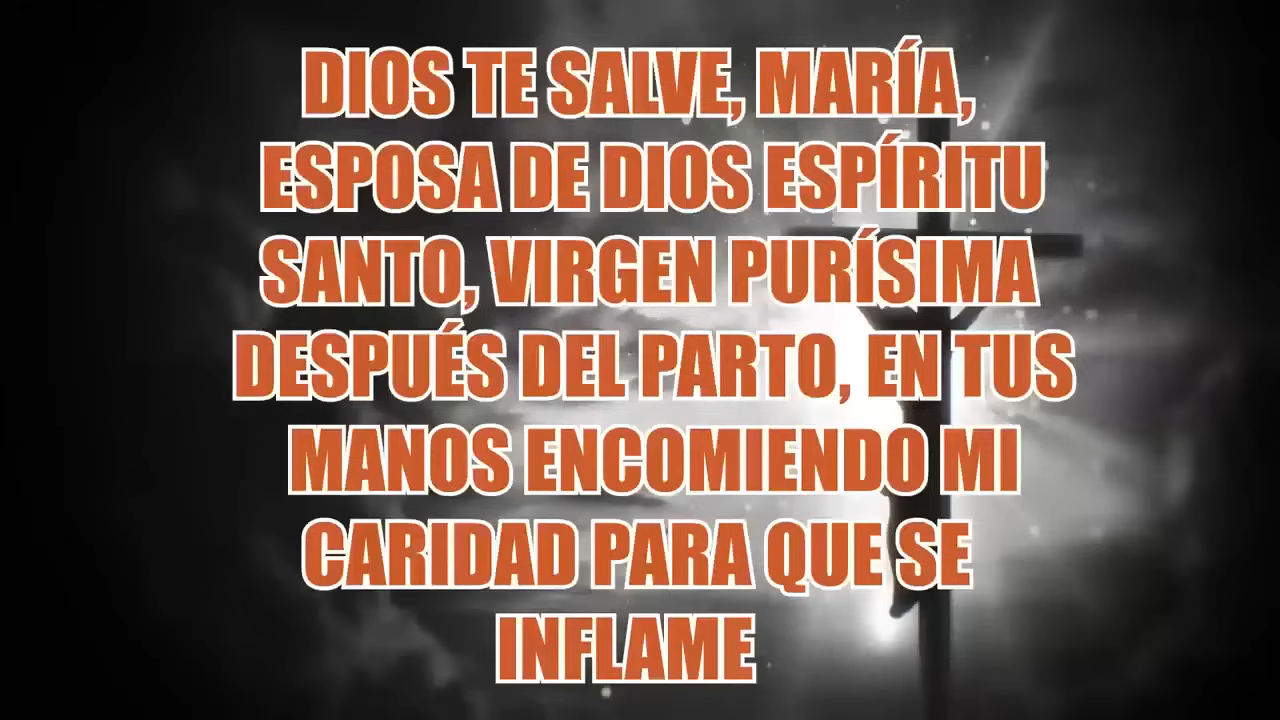 DIOS TE SALVE, MARÍA,
ESPOSA DE DIOS ESPÍRITU
SANTO, VIRGEN PURÍSIMA
DESPUÉS DEL PARTO, EN TUS
MANOS ENCOMIENDO MI
CARIDAD PARA QUE SE
INFLAME